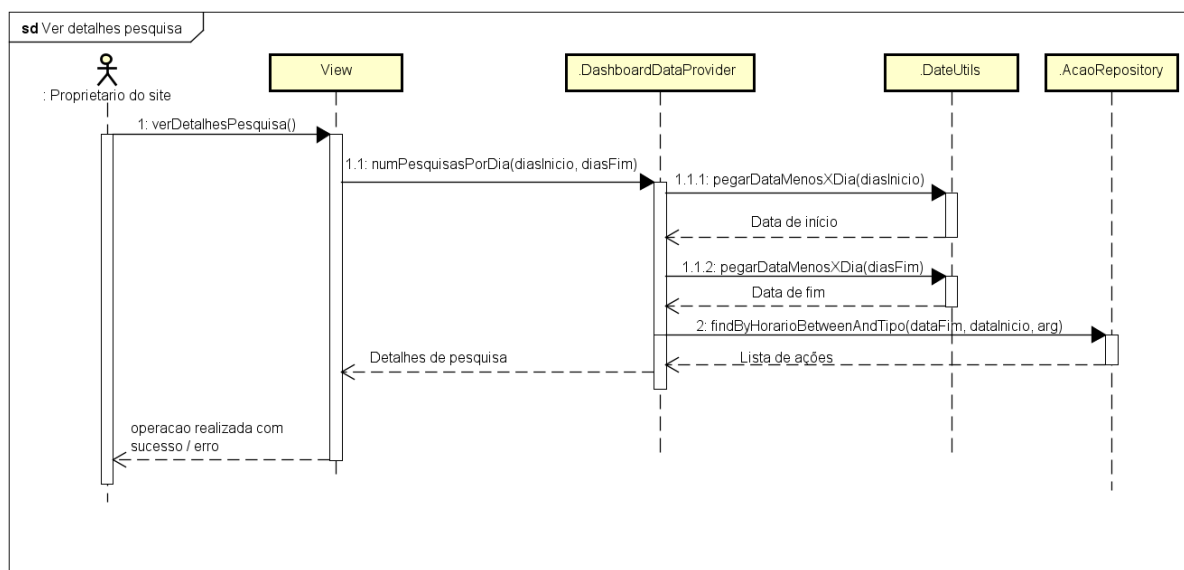 sd Ver detalhes pesquisa
: Proprietario do site
View
.DashboardDataProvider
.DateUtils
.AcaoRepository
1: verDetalhesPesquisa()
1.1: numPesquisasPorDia(diasInicio, diasFim)
1.1.1: pegarDataMenosXDia(diasInicio)
Data de início
1.1.2: pegarDataMenosXDia(diasFim)
Data de fim
2: findByHorarioBetweenAndTipo(dataFim, dataInicio, arg)
Lista de ações
Detalhes de pesquisa
operacao realizada com
sucesso / erro